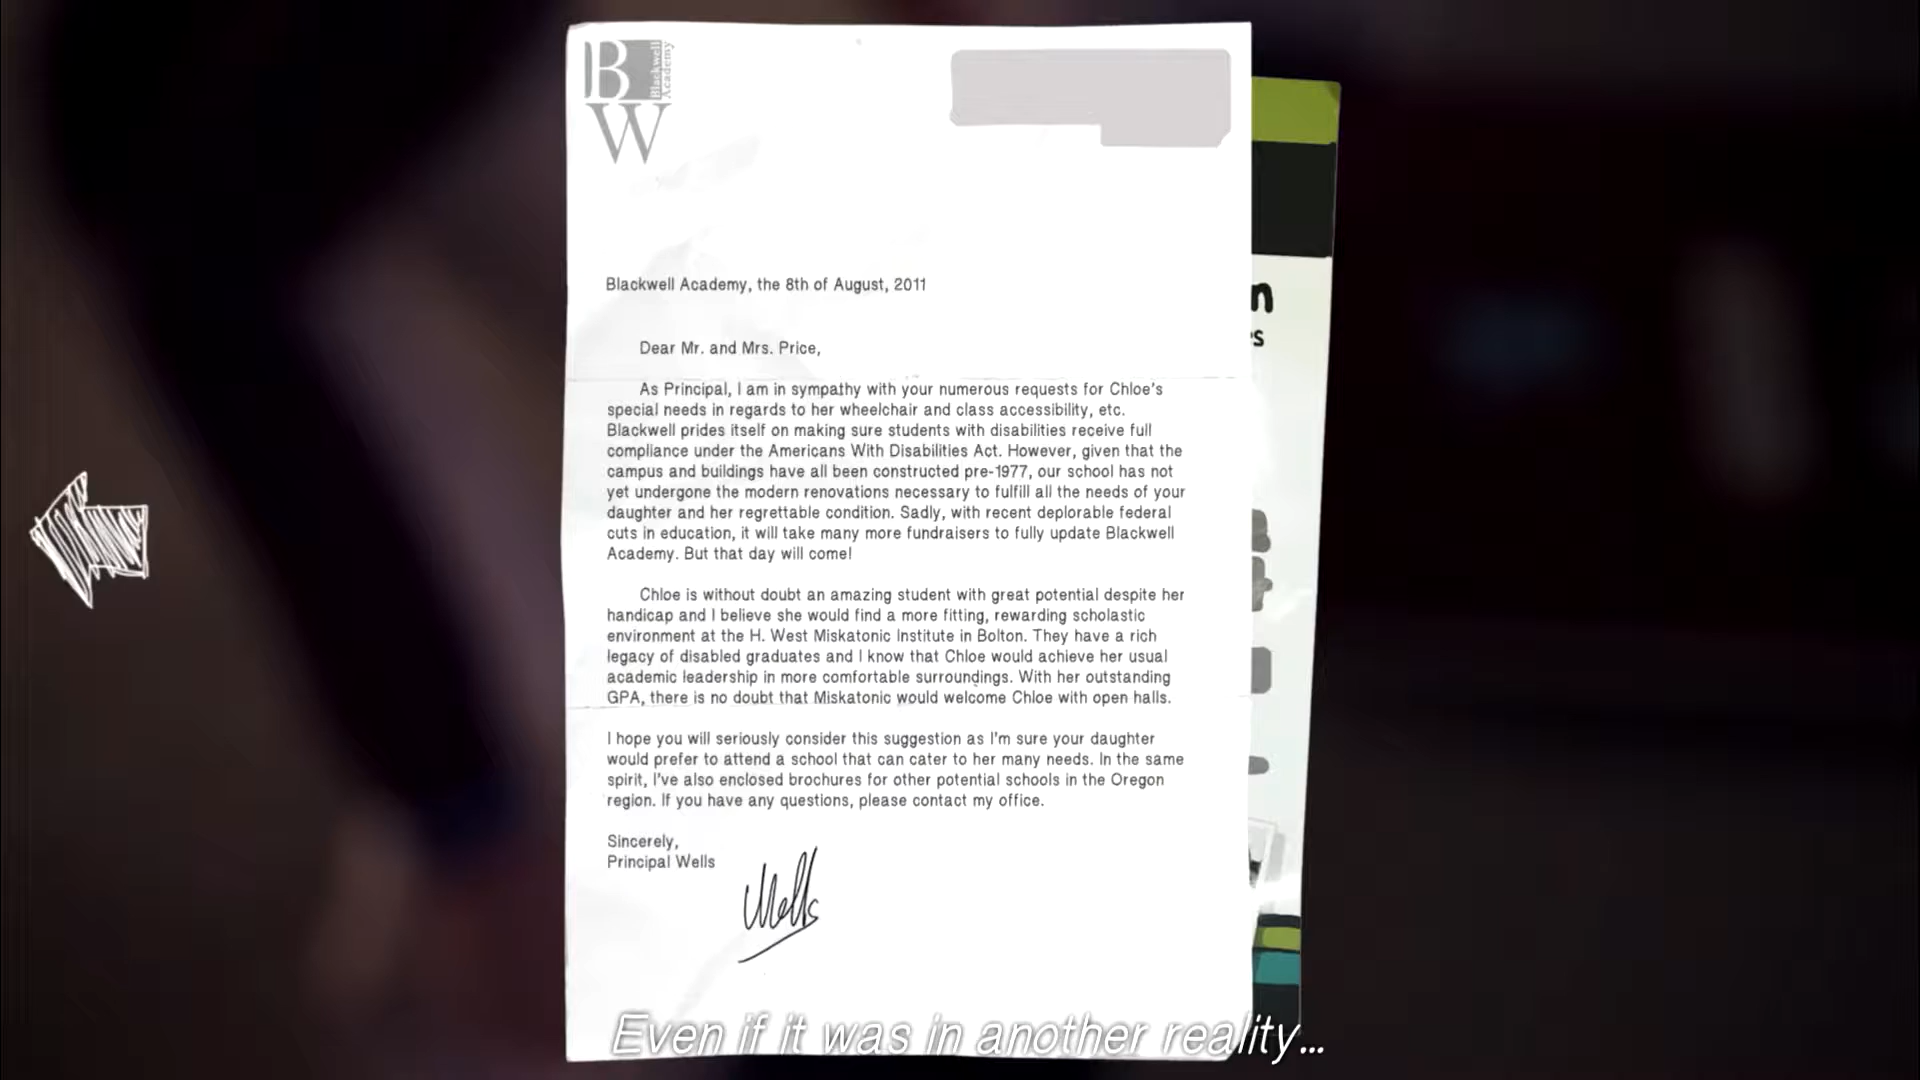 B
Blackwell
Academy
W
Blackwell Academy, the 8th of August, 2011
Dear Mr. and Mrs. Price,
As Principal, I am in sympathy with your numerous requests for Chloe's
special needs in regards to her wheelchair and class accessibility, etc.
Blackwell prides itself on making sure students with disabilities receive full
compliance under the Americans With Disabilities Act. However, given that the
campus and buildings have all been constructed pre-1977, our school has not
yet undergone the modern renovations necessary to fulfill all the needs of your
daughter and her regrettable condition. Sadly, with recent deplorable federal
cuts in education, it will take many more fundraisers to fully update Blackwell
Academy. But that day will come!
Chloe is without doubt an amazing student with great potential despite her
handicap and I believe she would find a more fitting, rewarding scholastic
environment at the H. West Miskatonic Institute in Bolton. They have a rich
legacy of disabled graduates and I know that Chloe would achieve her usual
academic leadership in more comfortable surroundings. With her outstanding
GPA, there is no doubt that Miskatonic would welcome Chloe with open halls.
I hope you will seriously consider this suggestion as I'm sure your daughter
would prefer to attend a school that can cater to her many needs. In the same
spirit, I've also enclosed brochures for other potential schools in the Oregon
region. If you have any questions, please contact my office.
Sincerely,
Principal Wells
Wells
n
s
Even if it was in another reality...